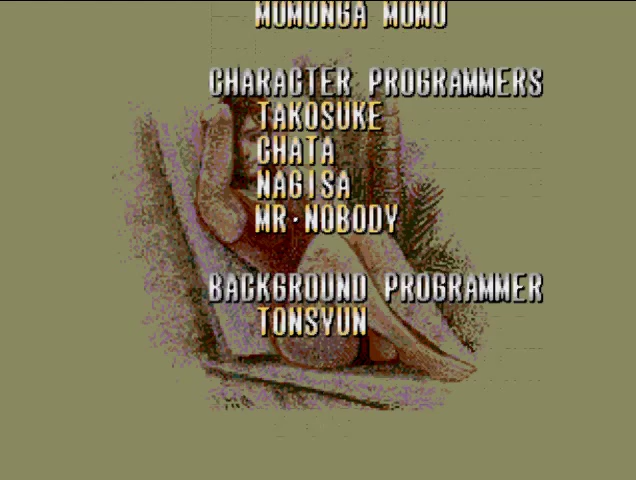 MOMONGA MOMO
CHARACTER PROGRAMMERS
TAKOSUKE
CHATA
NAGISA
MR·NOBODY
BACKGROUND PROGRAMMER
TONSYUN